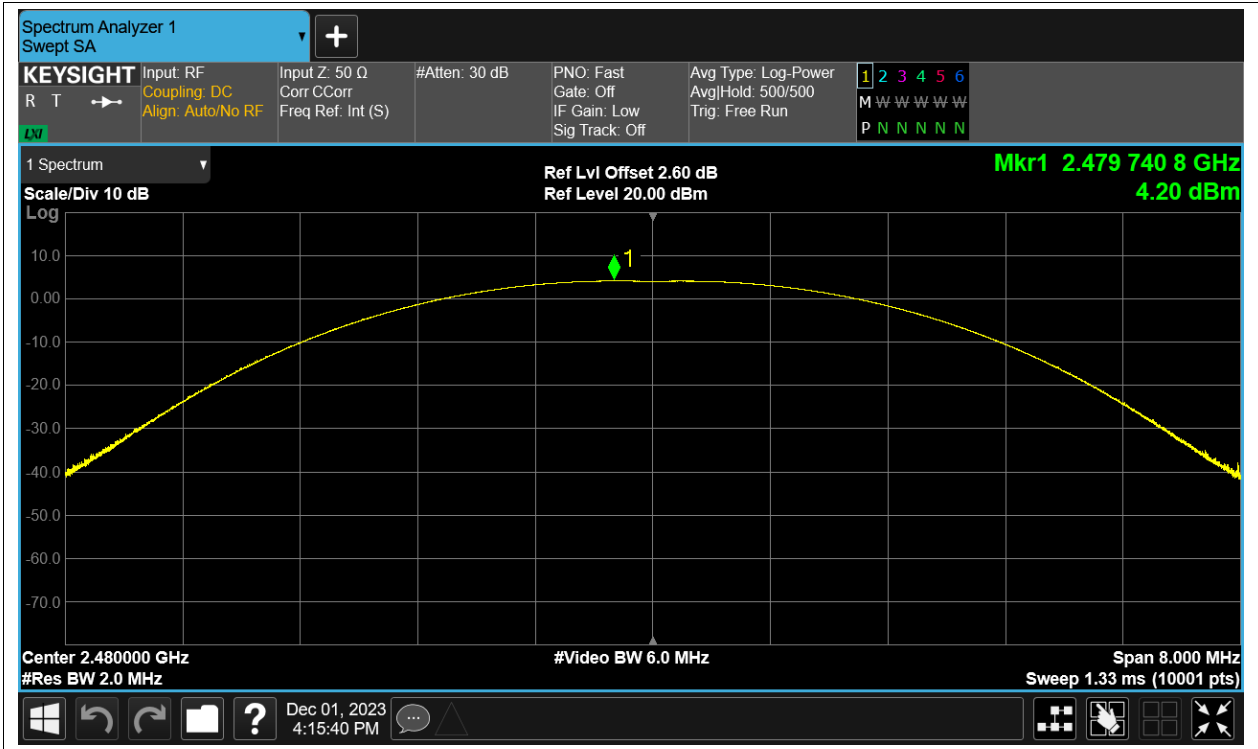 Spectrum Analyzer 1
Swept SA
KEYSIGHT
R T
LXI
Input: RF
Coupling: DC
Align: Auto/No RF
Input Z: 50 Ω
Corr CCorr
Freq Ref: Int (S)
#Atten: 30 dB
PNO: Fast
Gate: Off
IF Gain: Low
Sig Track: Off
Avg Type: Log-Power
Avg|Hold: 500/500
Trig: Free Run
1 2 3 4 5 6
M W W W W W
P N N N N N
1 Spectrum
Scale/Div 10 dB
Log
Ref Lvl Offset 2.60 dB
Ref Level 20.00 dBm
Mkr1 2.479 740 8 GHz
4.20 dBm
1
10.0
0.00
-10.0
-20.0
-30.0
-40.0
-50.0
-60.0
-70.0
Center 2.480000 GHz
#Res BW 2.0 MHz
#Video BW 6.0 MHz
Span 8.000 MHz
Sweep 1.33 ms (10001 pts)
?
Dec 01, 2023
4:15:40 PM